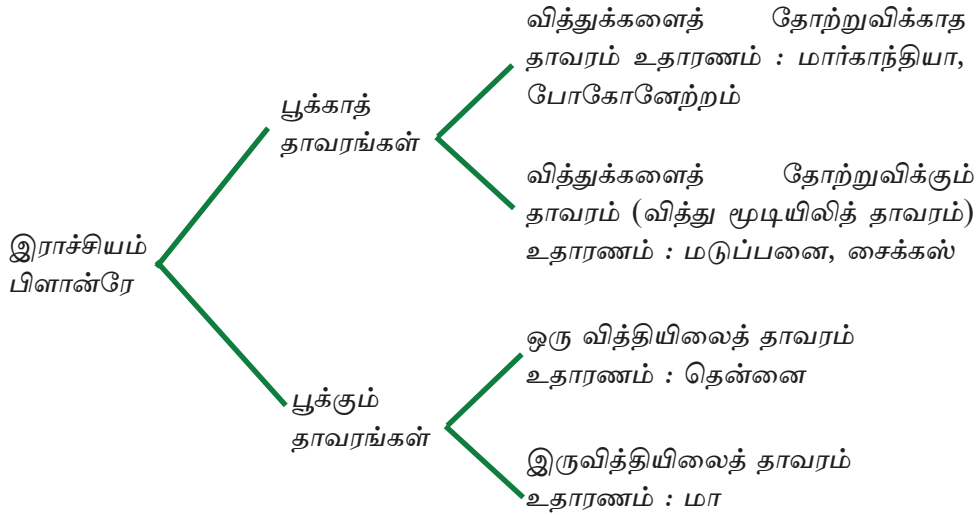 இராச்சியம்
பிளான்ரே
பூக்காத்
தாவரங்கள்
வித்துக்களைத் தோற்றுவிக்காத
தாவரம் உதாரணம் : மார்காந்தியா,
போகோனேற்றம்
வித்துக்களைத் தோற்றுவிக்கும்
தாவரம் (வித்து மூடியிலித் தாவரம்)
உதாரணம் : மடுப்பனை, சைக்கஸ்
பூக்கும்
தாவரங்கள்
ஒரு வித்தியிலைத் தாவரம்
உதாரணம் : தென்னை
இருவித்தியிலைத் தாவரம்
உதாரணம் : மா